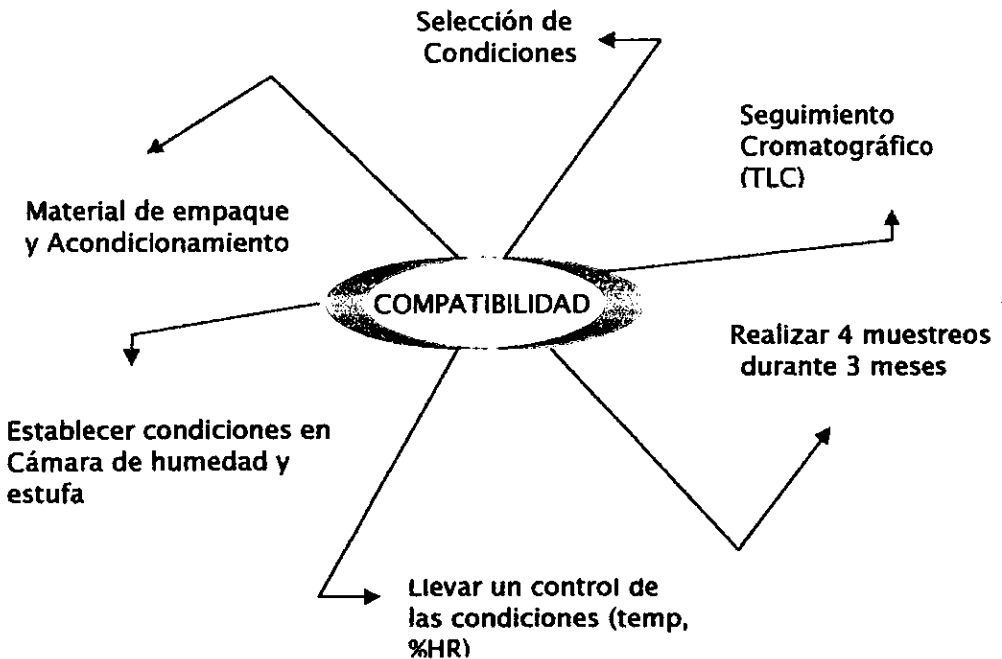 Selección de
Condiciones
Seguimiento
Cromatográfico
(TLC)
Material de empaque
y Acondicionamiento
COMPATIBILIDAD
Realizar 4 muestreos
durante 3 meses
Establecer condiciones en
Cámara de humedad y
estufa
Llevar un control de
las condiciones (temp,
%HR)